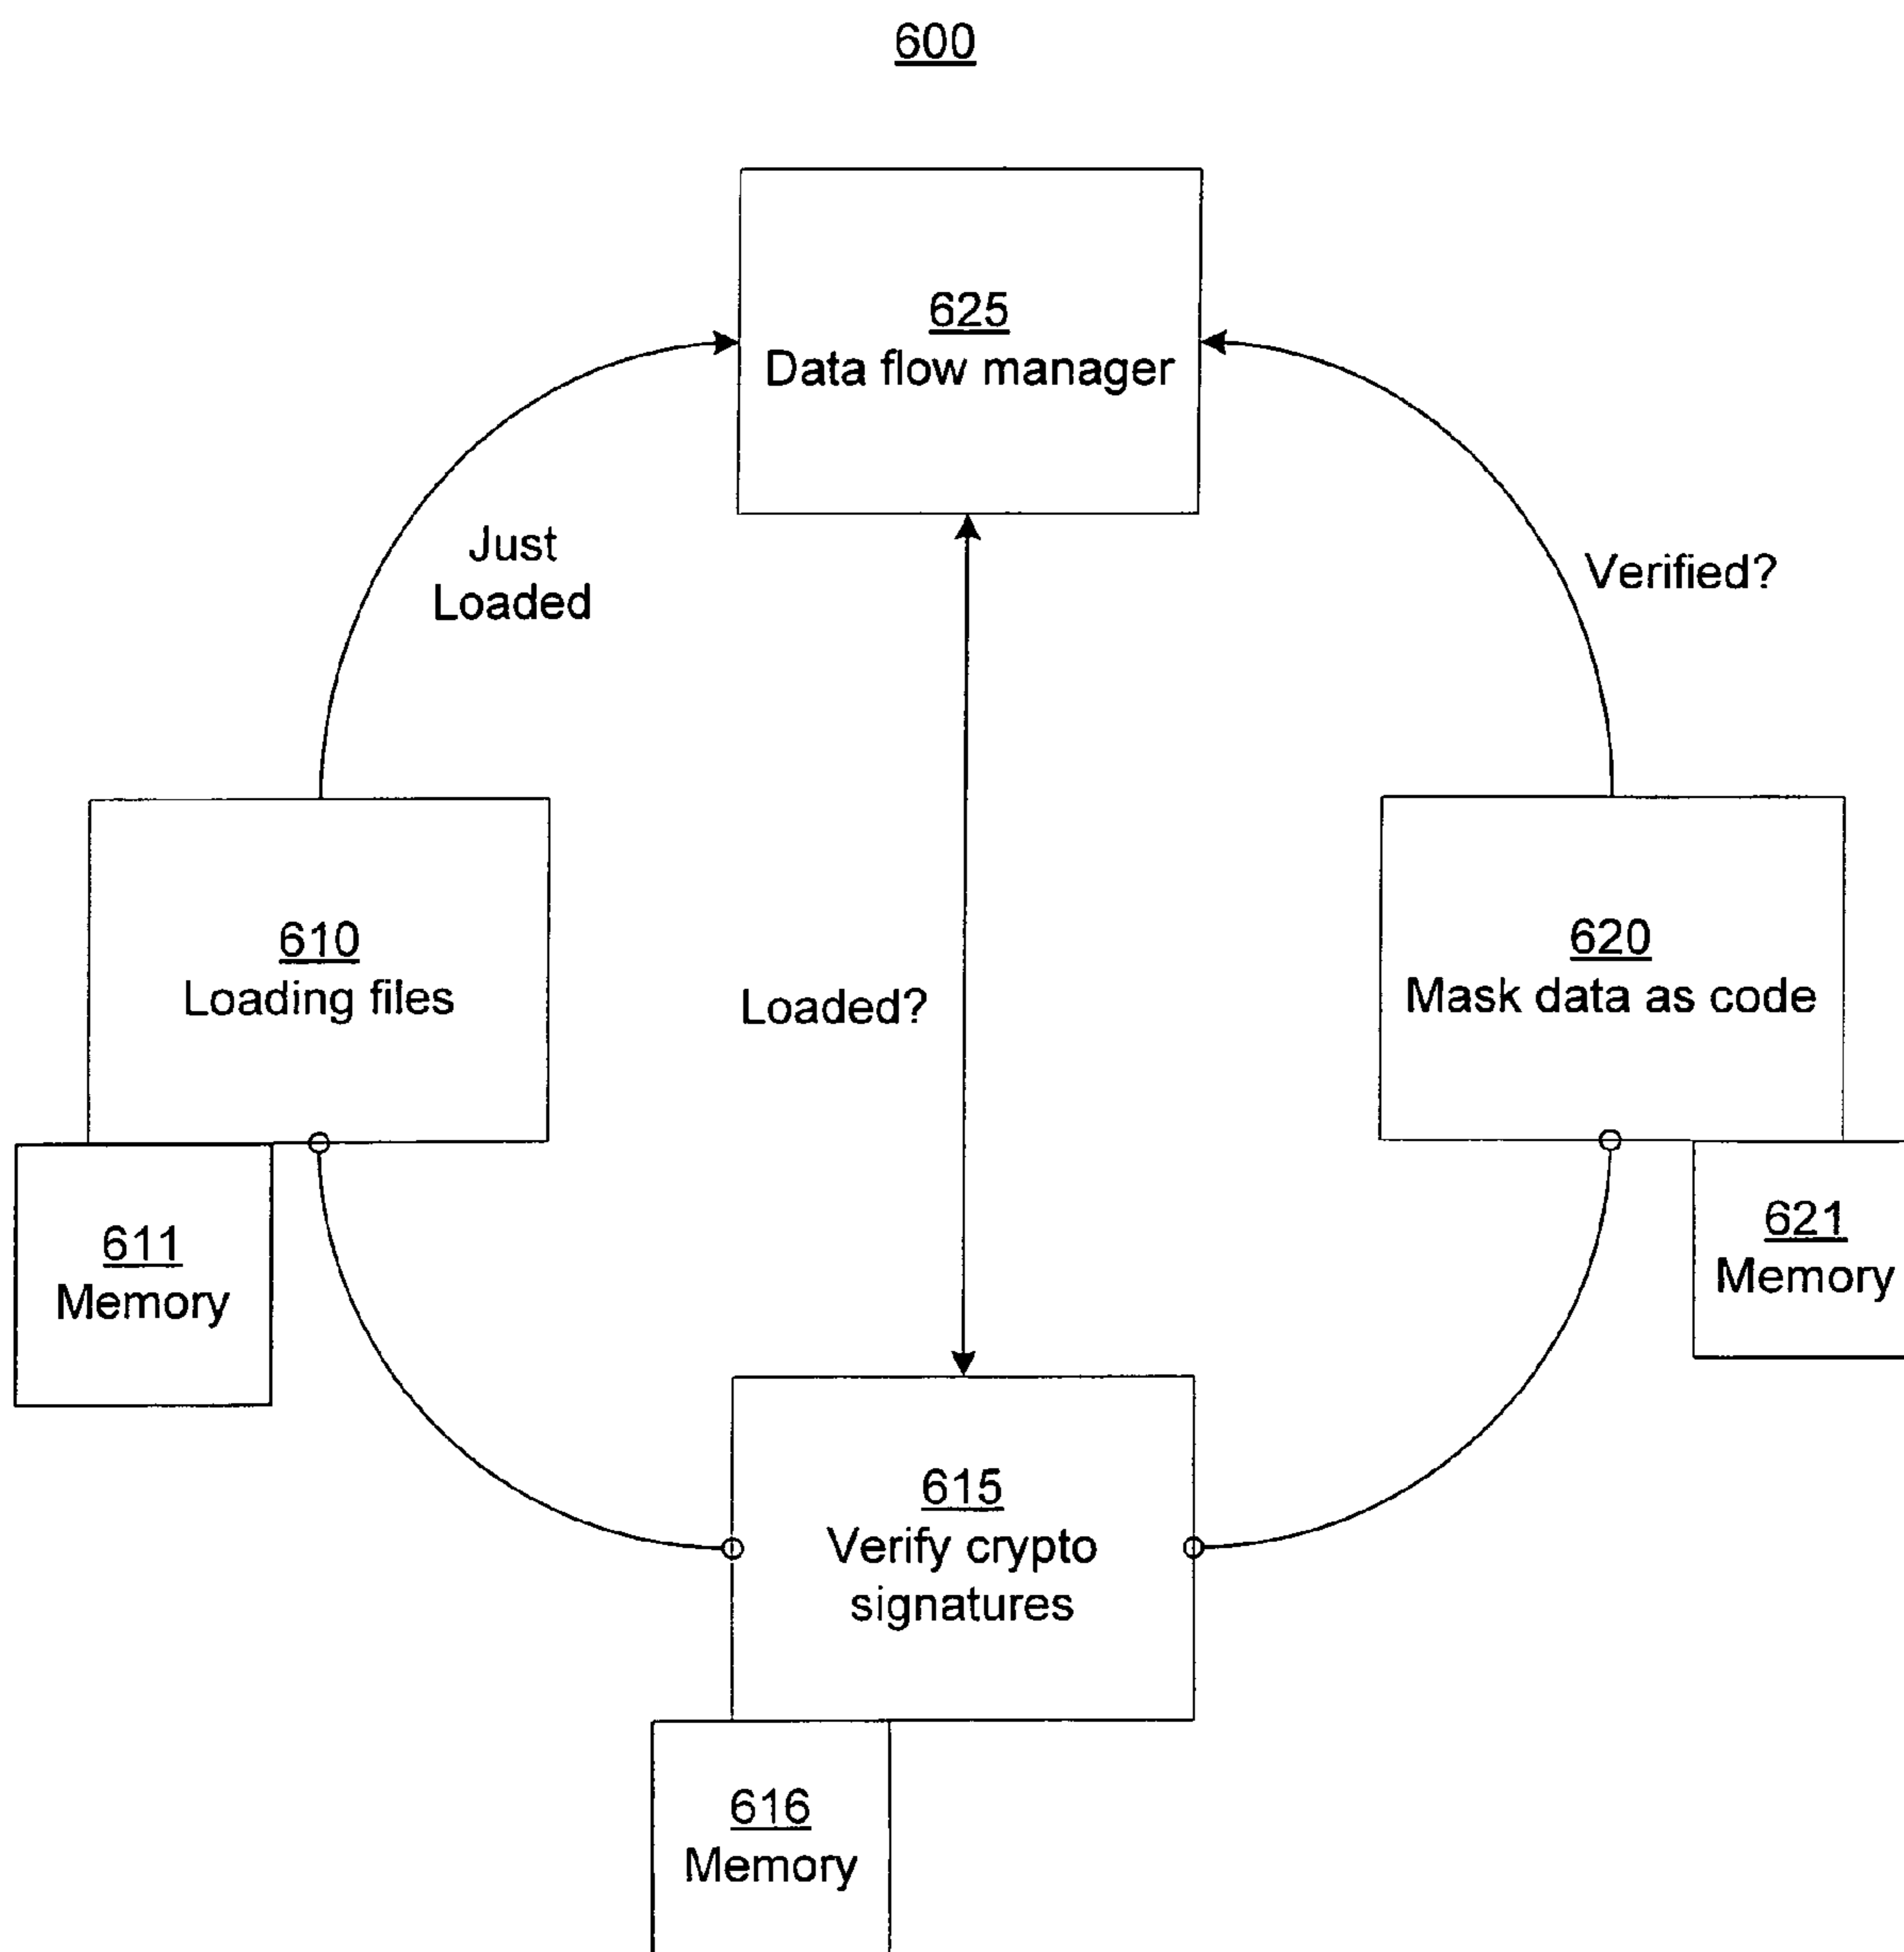 600
625
Data flow manager
Just
Loaded
Verified?
610
Loading files
620
Mask data as code
Loaded?
611
Memory
621
Memory
615
Verify crypto
signatures
616
Memory